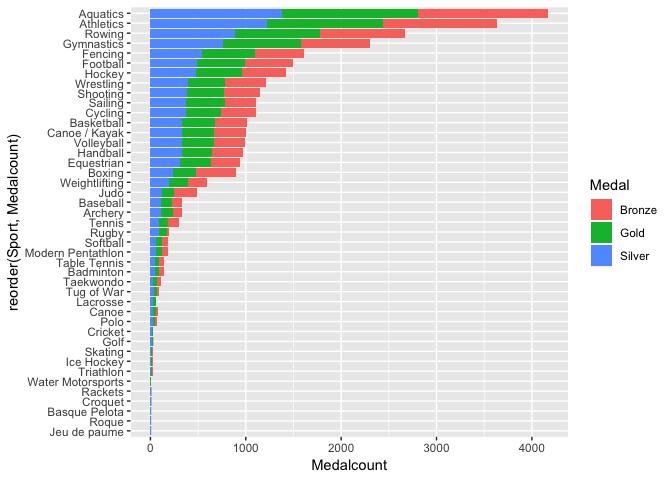 Aquatics
Athletics
Rowing
Gymnastics
Fencing
Football
Hockey
Wrestling
Shooting
Sailing
Cycling
Basketball
Canoe / Kayak
Volleyball
Handball
Equestrian
Boxing
Weightlifting
Judo
Baseball
Archery
Tennis
Rugby
Softball
Modern Pentathlon
Table Tennis
Badminton
Taekwondo
Tug of War
Lacrosse
Canoe
Polo
Cricket
Golf
Skating
Ice Hockey
Triathlon
Water Motorsports
Rackets
Croquet
Basque Pelota
Roque
Jeu de paume
reorder(Sport, Medalcount)
0 1000 2000 3000 4000
Medalcount
Medal
Bronze
Gold
Silver